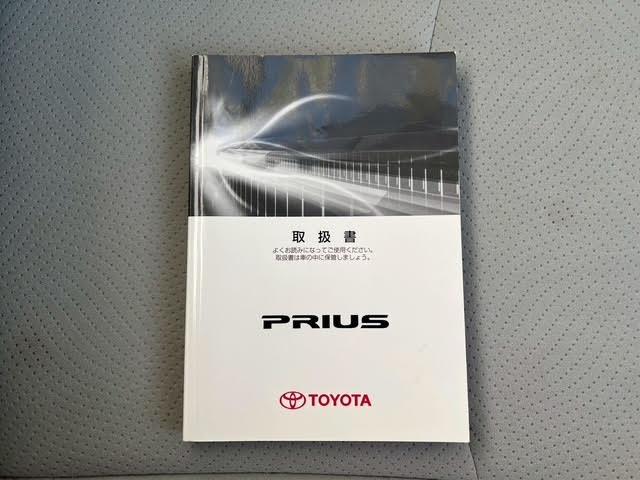 取扱書
よくお読みになってご使用ください。
取扱書は車の中に保管しましょう。
PRIUS
TOYOTA